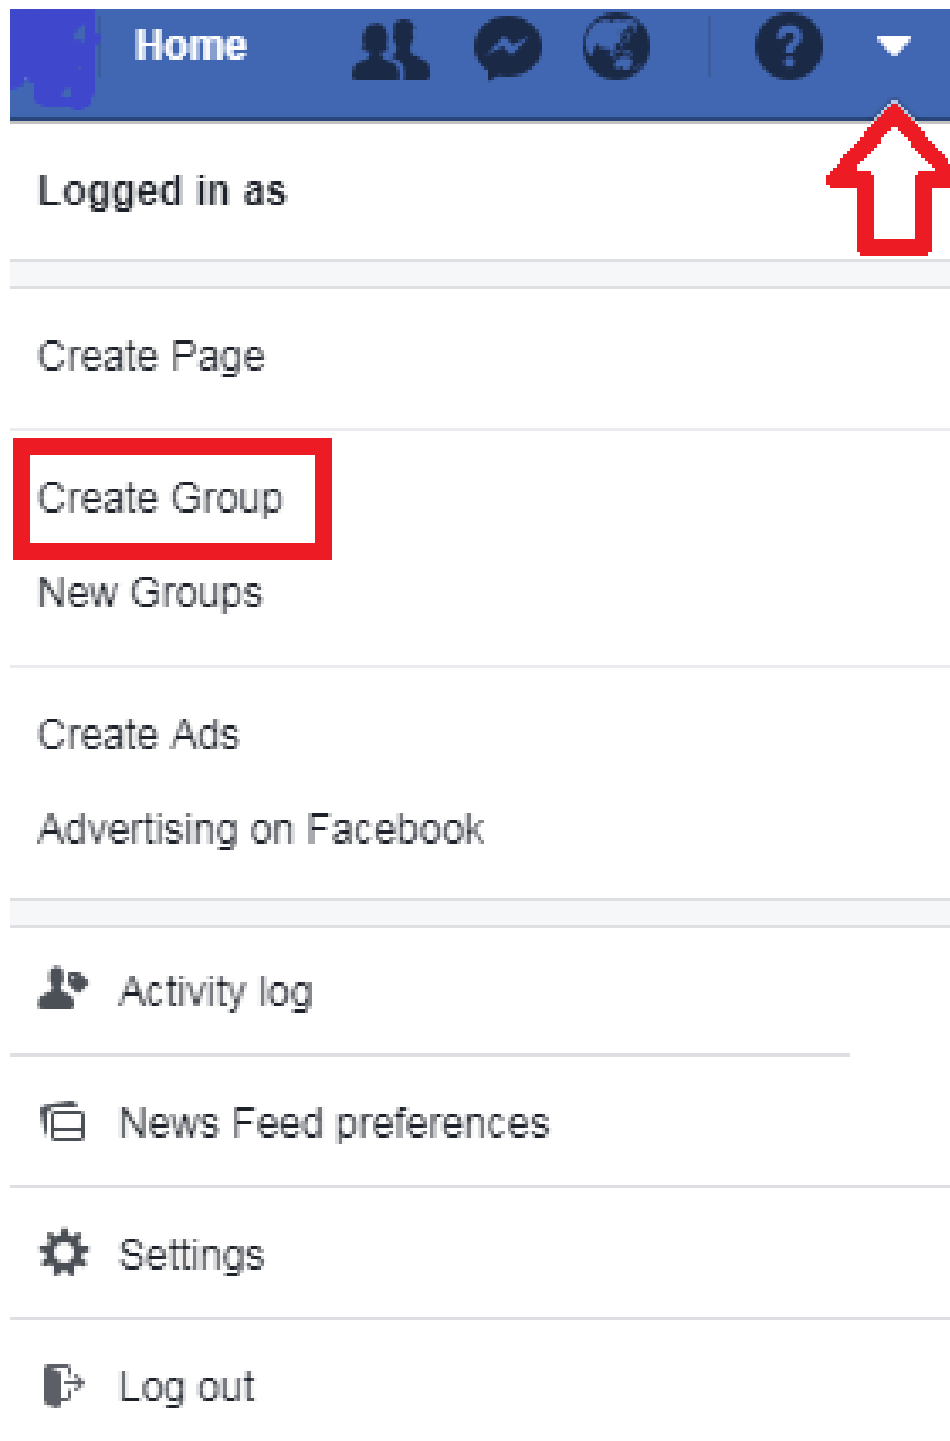 Home
Logged in as
Create Page
Create Group
New Groups
Create Ads
Advertising on Facebook
Activity log
News Feed preferences
Settings
Log out